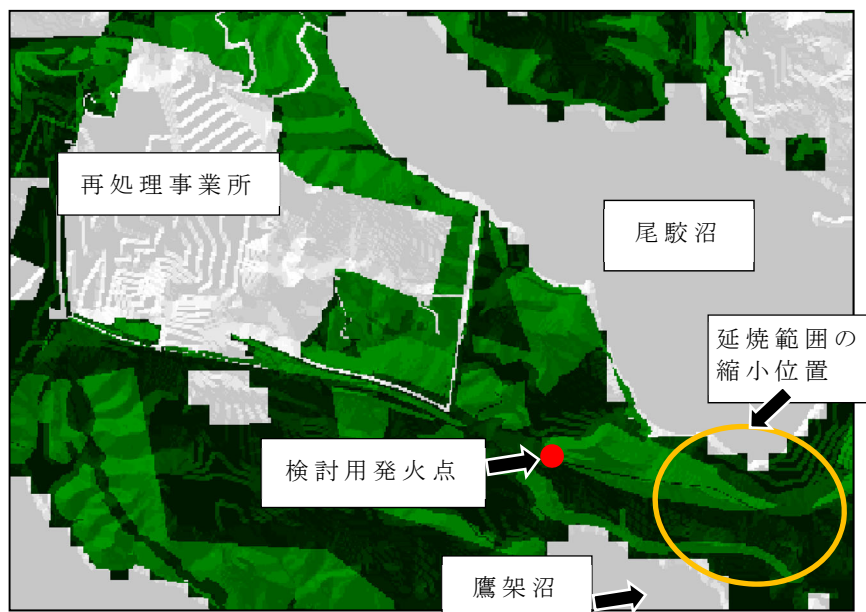 再処理事業所
尾駮沼
延焼範囲の
縮小位置
検討用発火点
鷹架沼